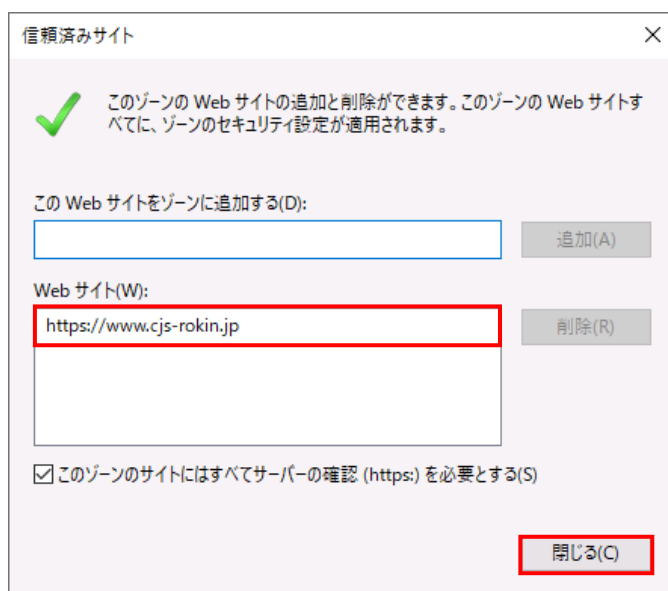 信頼済みサイト
このゾーンの Web サイトの追加と削除ができます。このゾーンの Web サイトす
べてに、ゾーンのセキュリティ設定が適用されます。
この Web サイトをゾーンに追加する(D):
追加(A)
Web サイト(W):
https://www.cjs-rokin.jp
削除(R)
このゾーンのサイトにはすべてサーバーの確認 (https:) を必要とする(S)
閉じる(C)